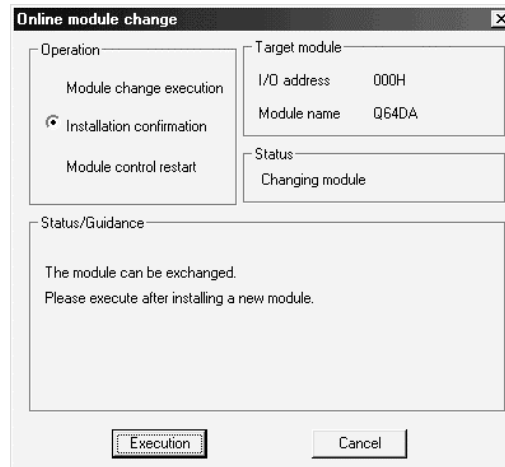 Online module change
Operation
Module change execution
Installation confirmation
Module control restart
Target module
I/O address 000H
Module name Q64DA
Status
Changing module
Status/Guidance
The module can be exchanged.
Please execute after installing a new module.
Execution
Cancel